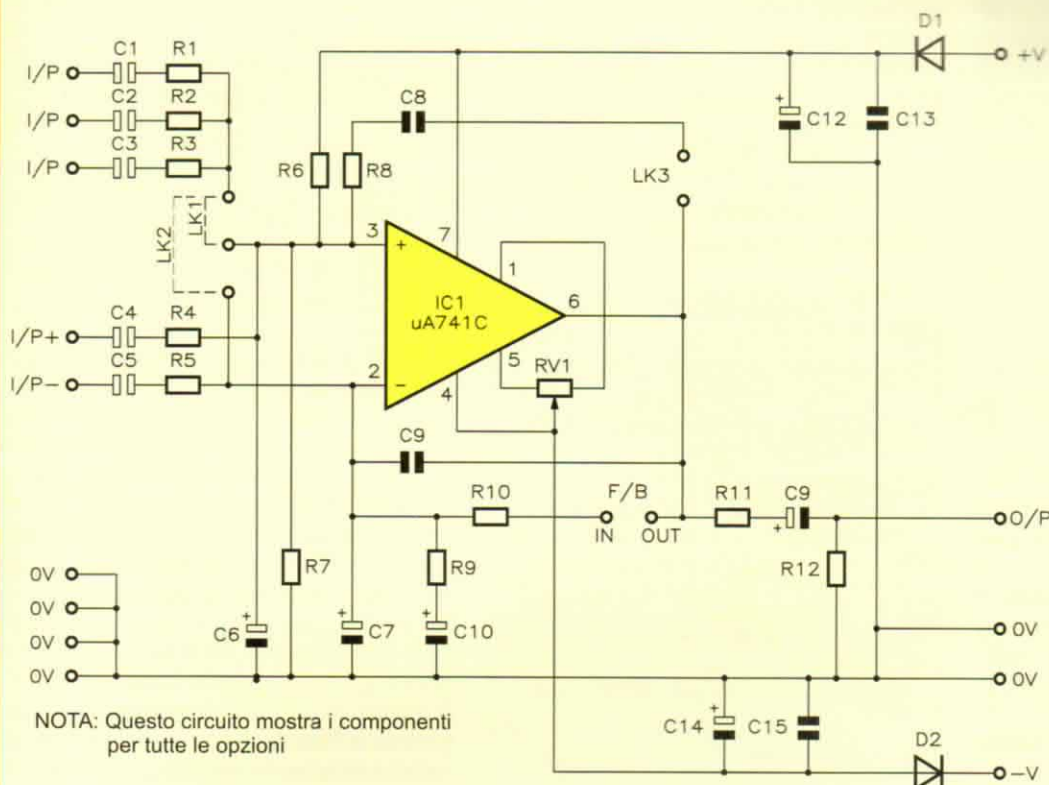 D1
C1 R1
I/P
+V
C2 R2
I/P
C8
+
C12
C13
C3 R3
I/P
R6
R8
LK3
LK1
LK2
3
+
7
1
IC1
uA741C
6
C4 R4
I/P+
5
RV1
C5 R5
I/P-
2
−
4
C9
R10
F/B
R11
C9
IN OUT
+
O/P
R7
R9
R12
0V
0V
+
C6
+
C7
+
C10
0V
0V
0V
0V
NOTA: Questo circuito mostra i componenti
per tutte le opzioni
+
C14
C15
D2
−V